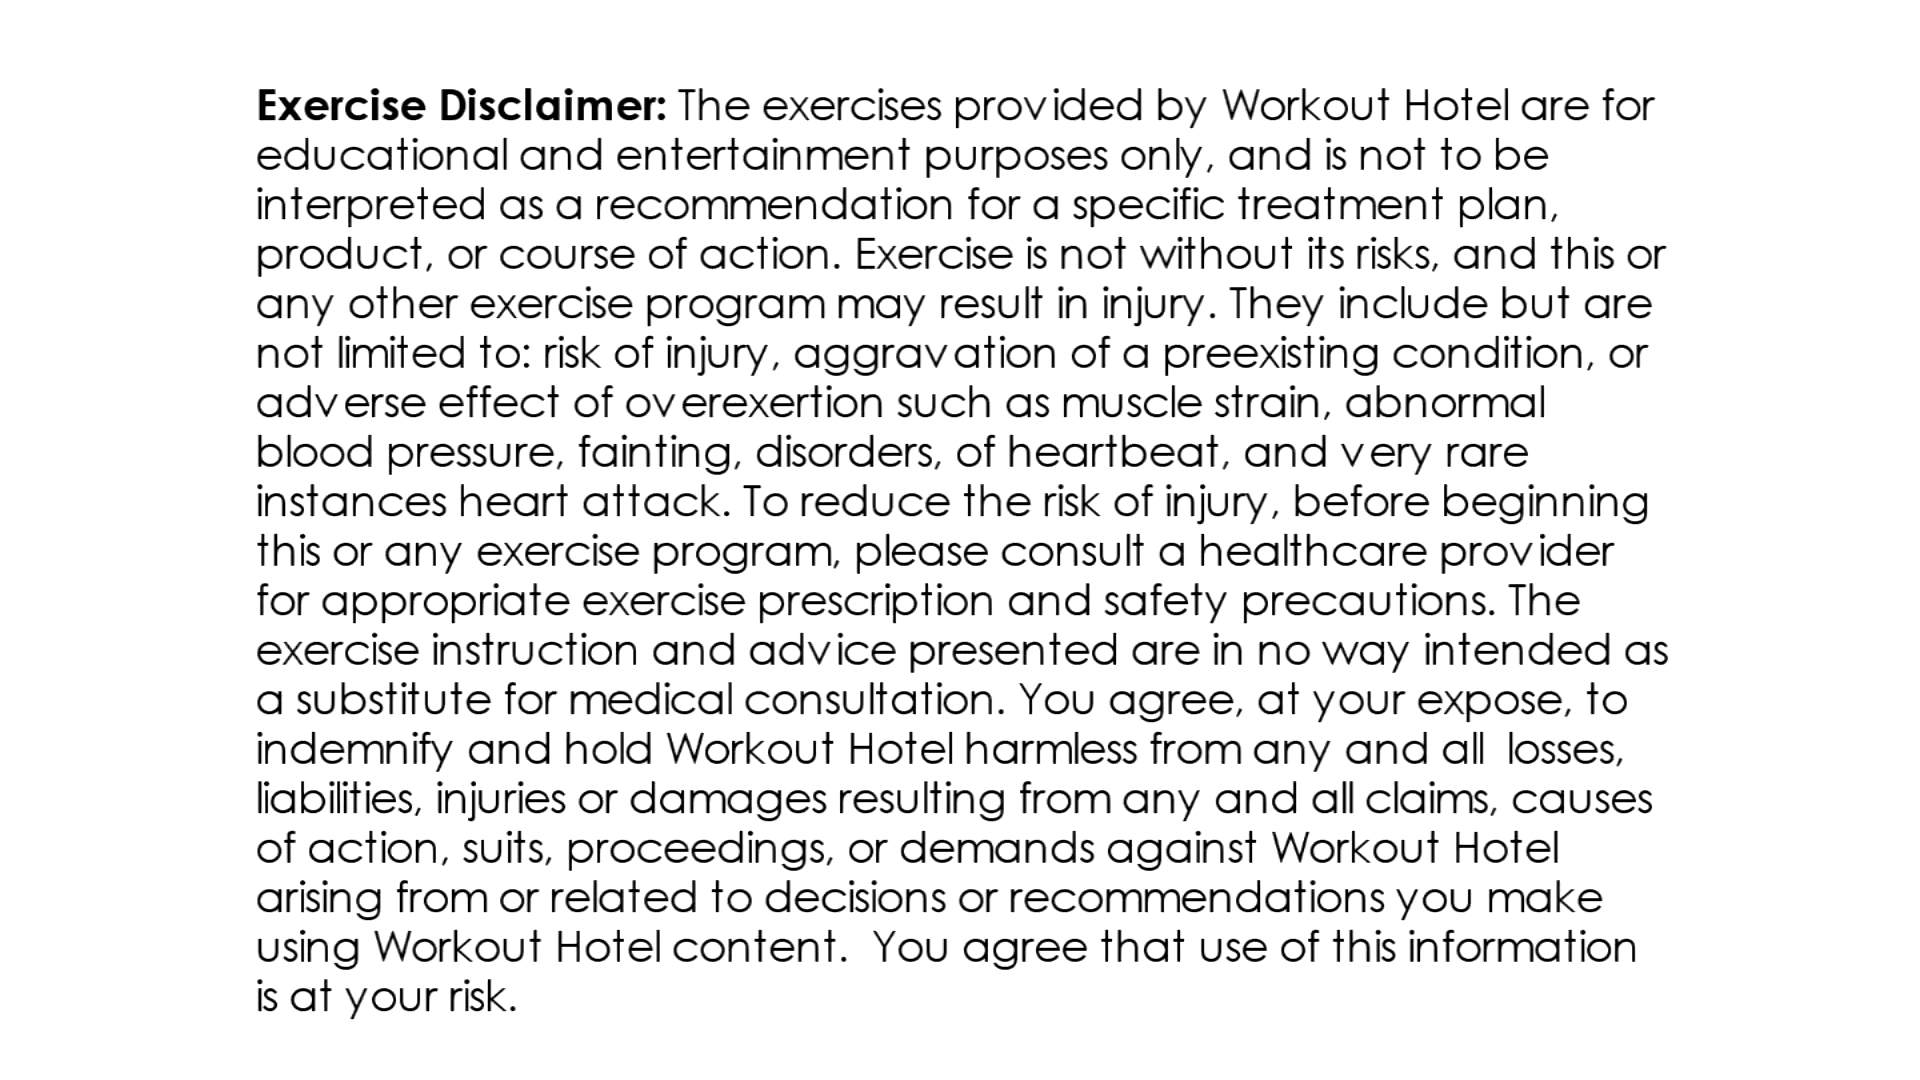 Exercise Disclaimer: The exercises provided by Workout Hotel are for
educational and entertainment purposes only, and is not to be
interpreted as a recommendation for a specific treatment plan,
product, or course of action. Exercise is not without its risks, and this or
any other exercise program may result in injury. They include but are
not limited to: risk of injury, aggravation of a preexisting condition, or
adverse effect of overexertion such as muscle strain, abnormal
blood pressure, fainting, disorders, of heartbeat, and very rare
instances heart attack. To reduce the risk of injury, before beginning
this or any exercise program, please consult a healthcare provider
for appropriate exercise prescription and safety precautions. The
exercise instruction and advice presented are in no way intended as
a substitute for medical consultation. You agree, at your expose, to
indemnify and hold Workout Hotel harmless from any and all  losses,
liabilities, injuries or damages resulting from any and all claims, causes
of action, suits, proceedings, or demands against Workout Hotel
arising from or related to decisions or recommendations you make
using Workout Hotel content.  You agree that use of this information
is at your risk.